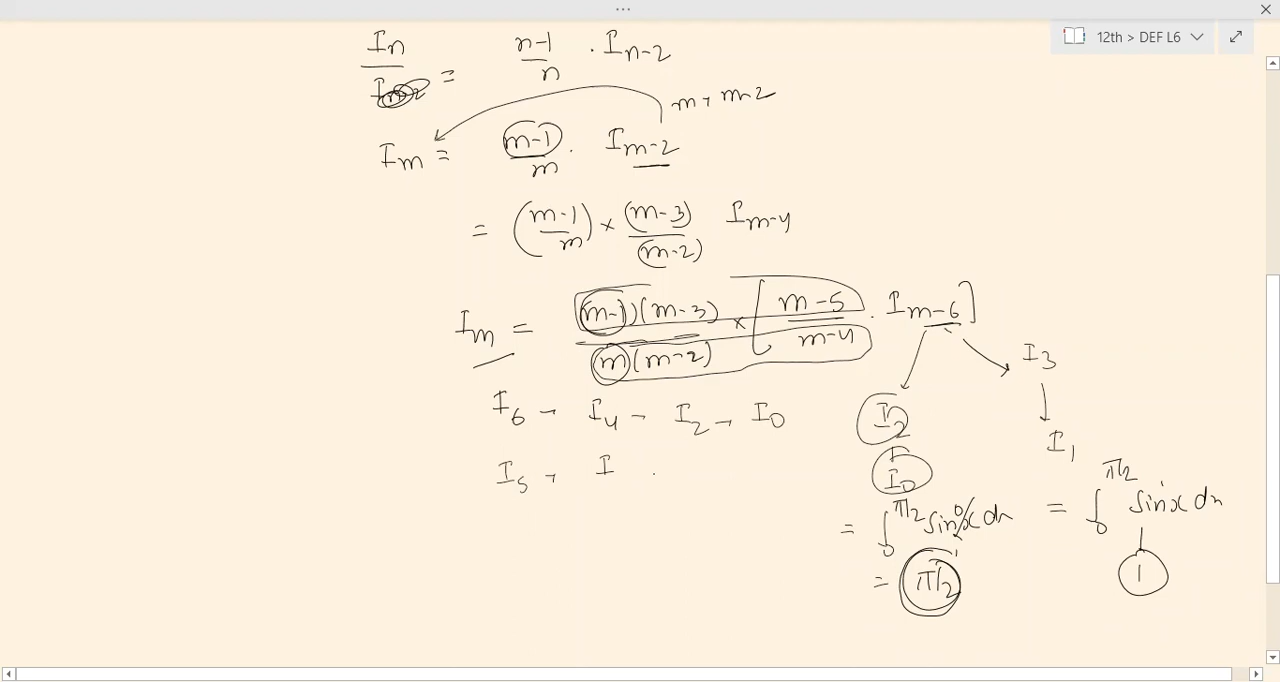 12th > DEF L6
In/ = n-1/n . In-2
m → m-2
Im = m-1/m . Im-2
= (m-1/m) × (m-3)/(m-2) Im-4
Im = (m-1)(m-3)/m(m-2) × [m-5/m-4 . Im-6]
I3
I6 → I4 → I2 → I0
I2
I1
I5 → I .
I0
= ∫0^π/2 sin⁰x dx
= ∫0^π/2 sin¹x dx
= π/2
1